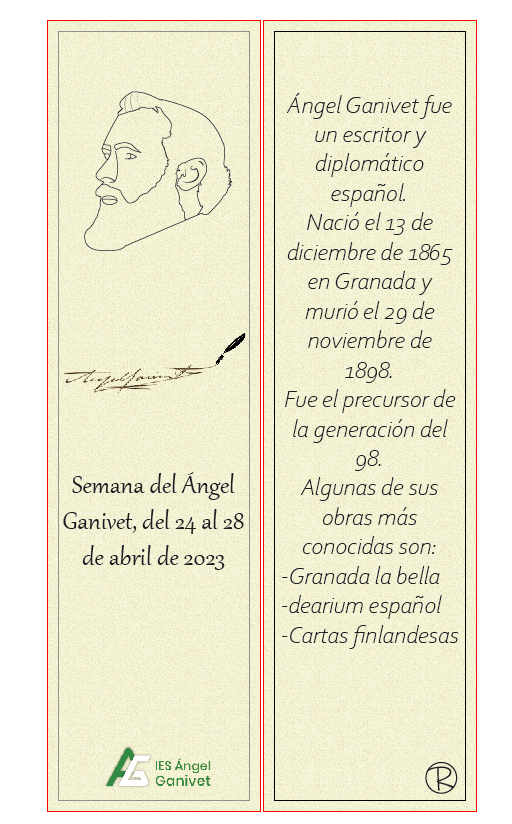 Angel Ganivet
Semana del Ángel
Ganivet, del 24 al 28
de abril de 2023
AG
IES Ángel
Ganivet
Ángel Ganivet fue
un escritor y
diplomático
español.
Nació el 13 de
diciembre de 1865
en Granada y
murió el 29 de
noviembre de
1898.
Fue el precursor de
la generación del
98.
Algunas de sus
obras más
conocidas son:
-Granada la bella
-dearium español
-Cartas finlandesas
R